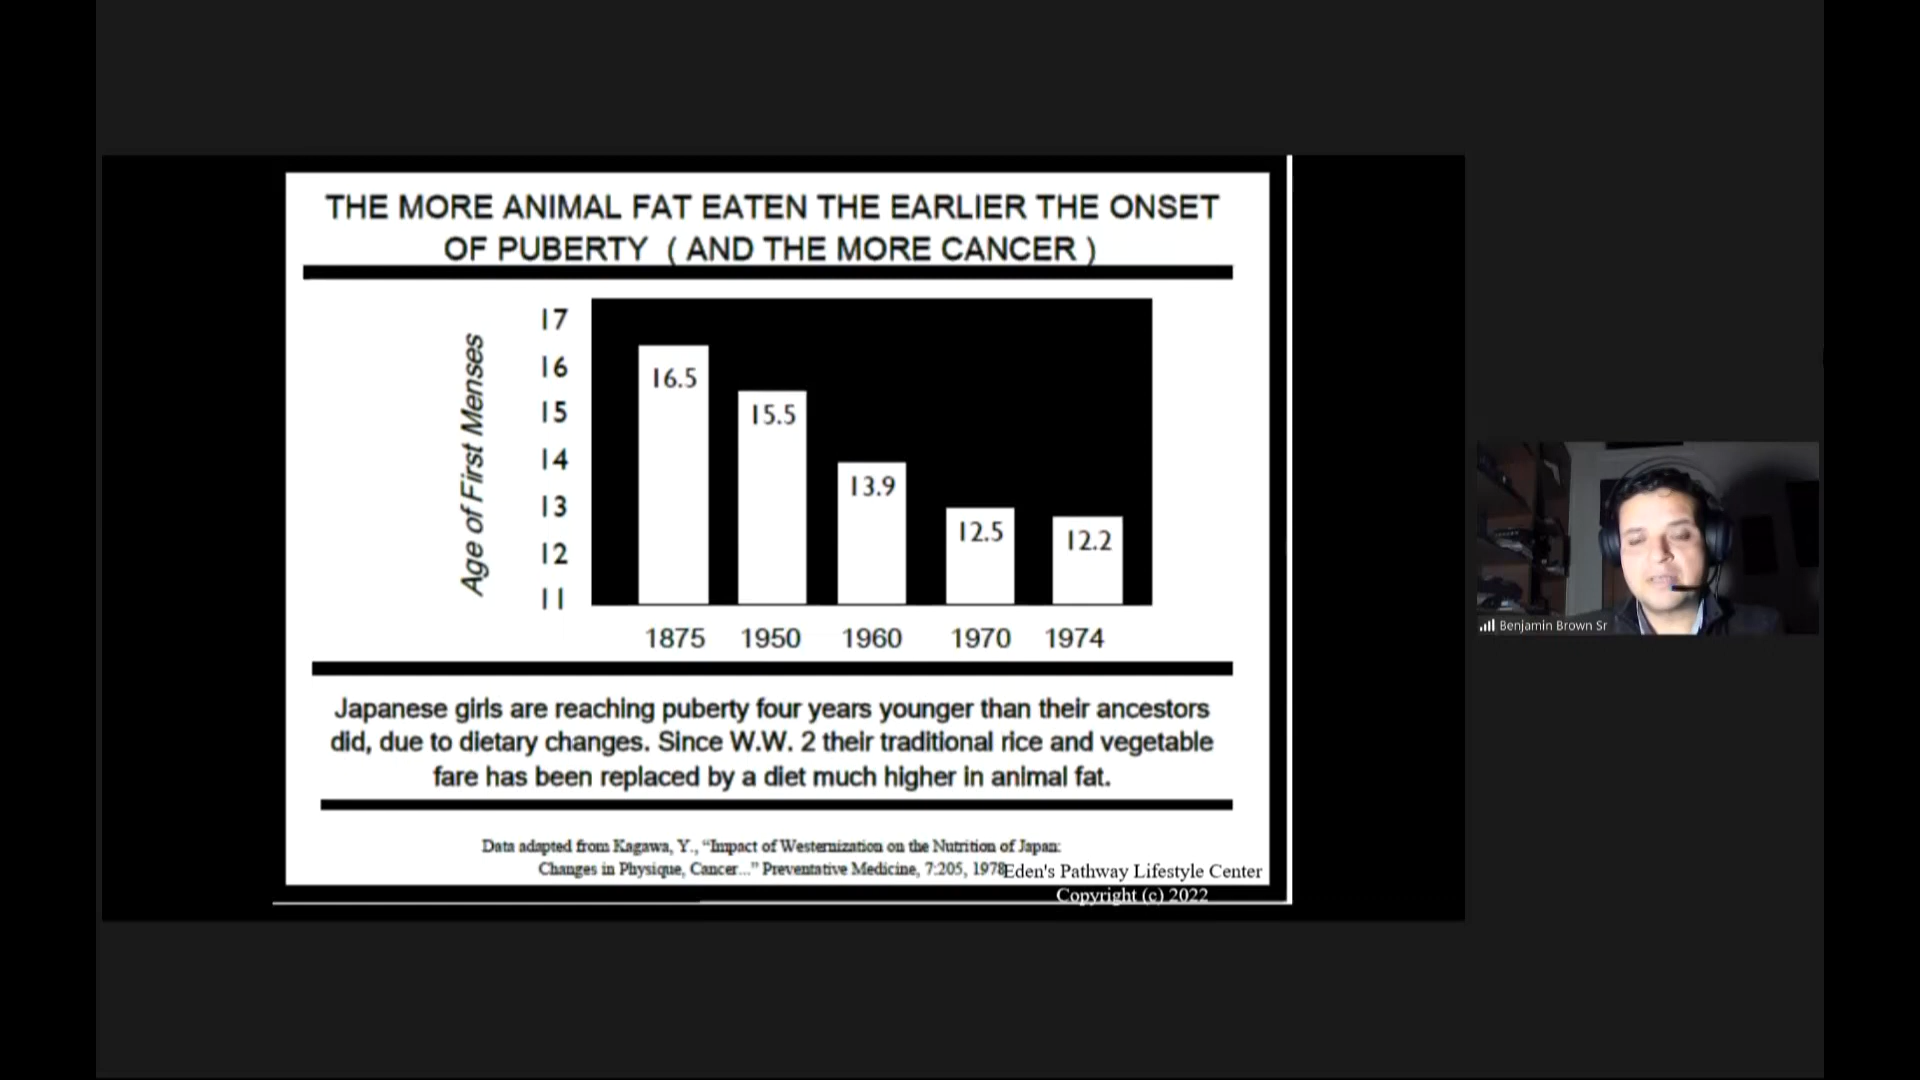 THE MORE ANIMAL FAT EATEN THE EARLIER THE ONSET
OF PUBERTY ( AND THE MORE CANCER )
Age of First Menses
17
16
15
14
13
12
11
16.5
15.5
13.9
12.5
12.2
1875 1950 1960 1970 1974
Japanese girls are reaching puberty four years younger than their ancestors
did, due to dietary changes. Since W.W. 2 their traditional rice and vegetable
fare has been replaced by a diet much higher in animal fat.
Data adapted from Kagawa, Y., “Impact of Westernization on the Nutrition of Japan:
Changes in Physique, Cancer...” Preventative Medicine, 7:205, 1978
Eden's Pathway Lifestyle Center
Copyright (c) 2022
Benjamin Brown Sr